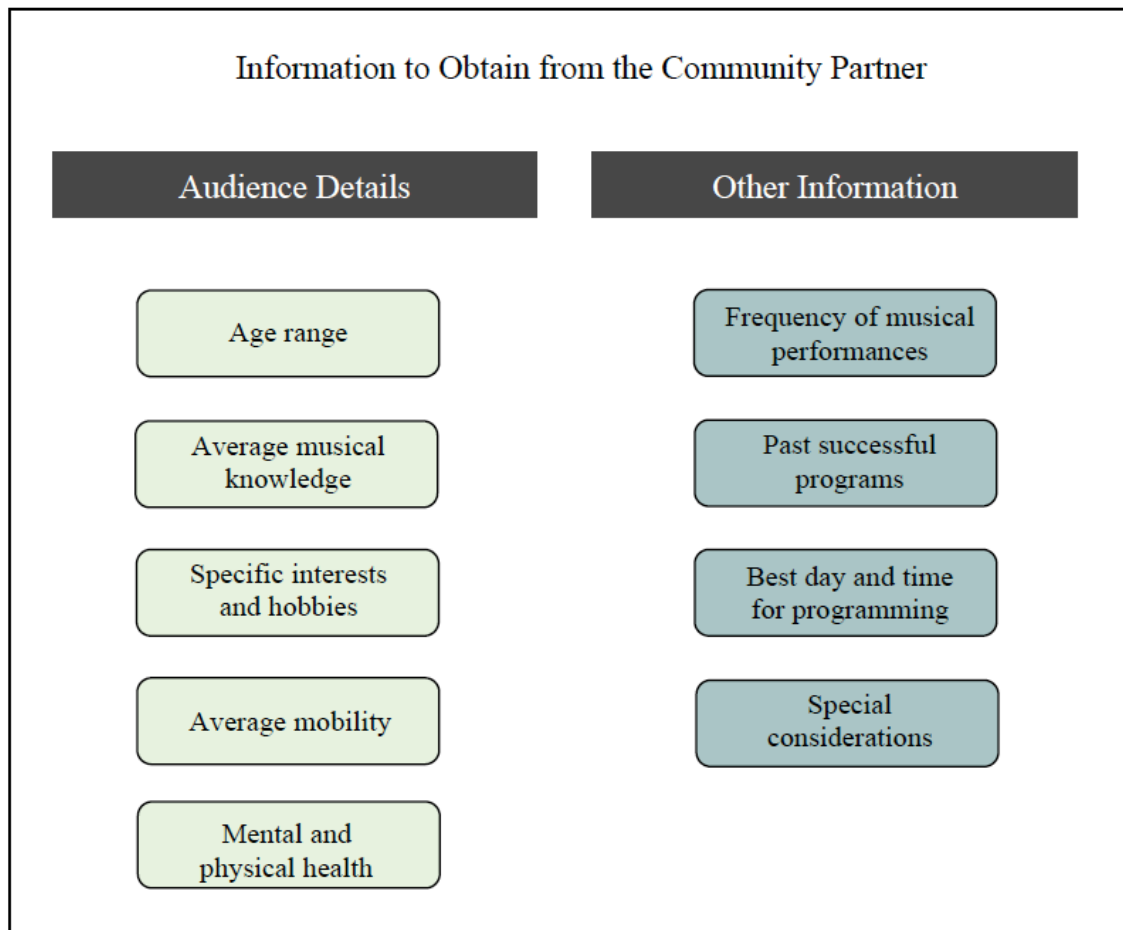 Information to Obtain from the Community Partner
Audience Details
Age range
Average musical
knowledge
Specific interests
and hobbies
Average mobility
Mental and
physical health
Other Information
Frequency of musical
performances
Past successful
programs
Best day and time
for programming
Special
considerations